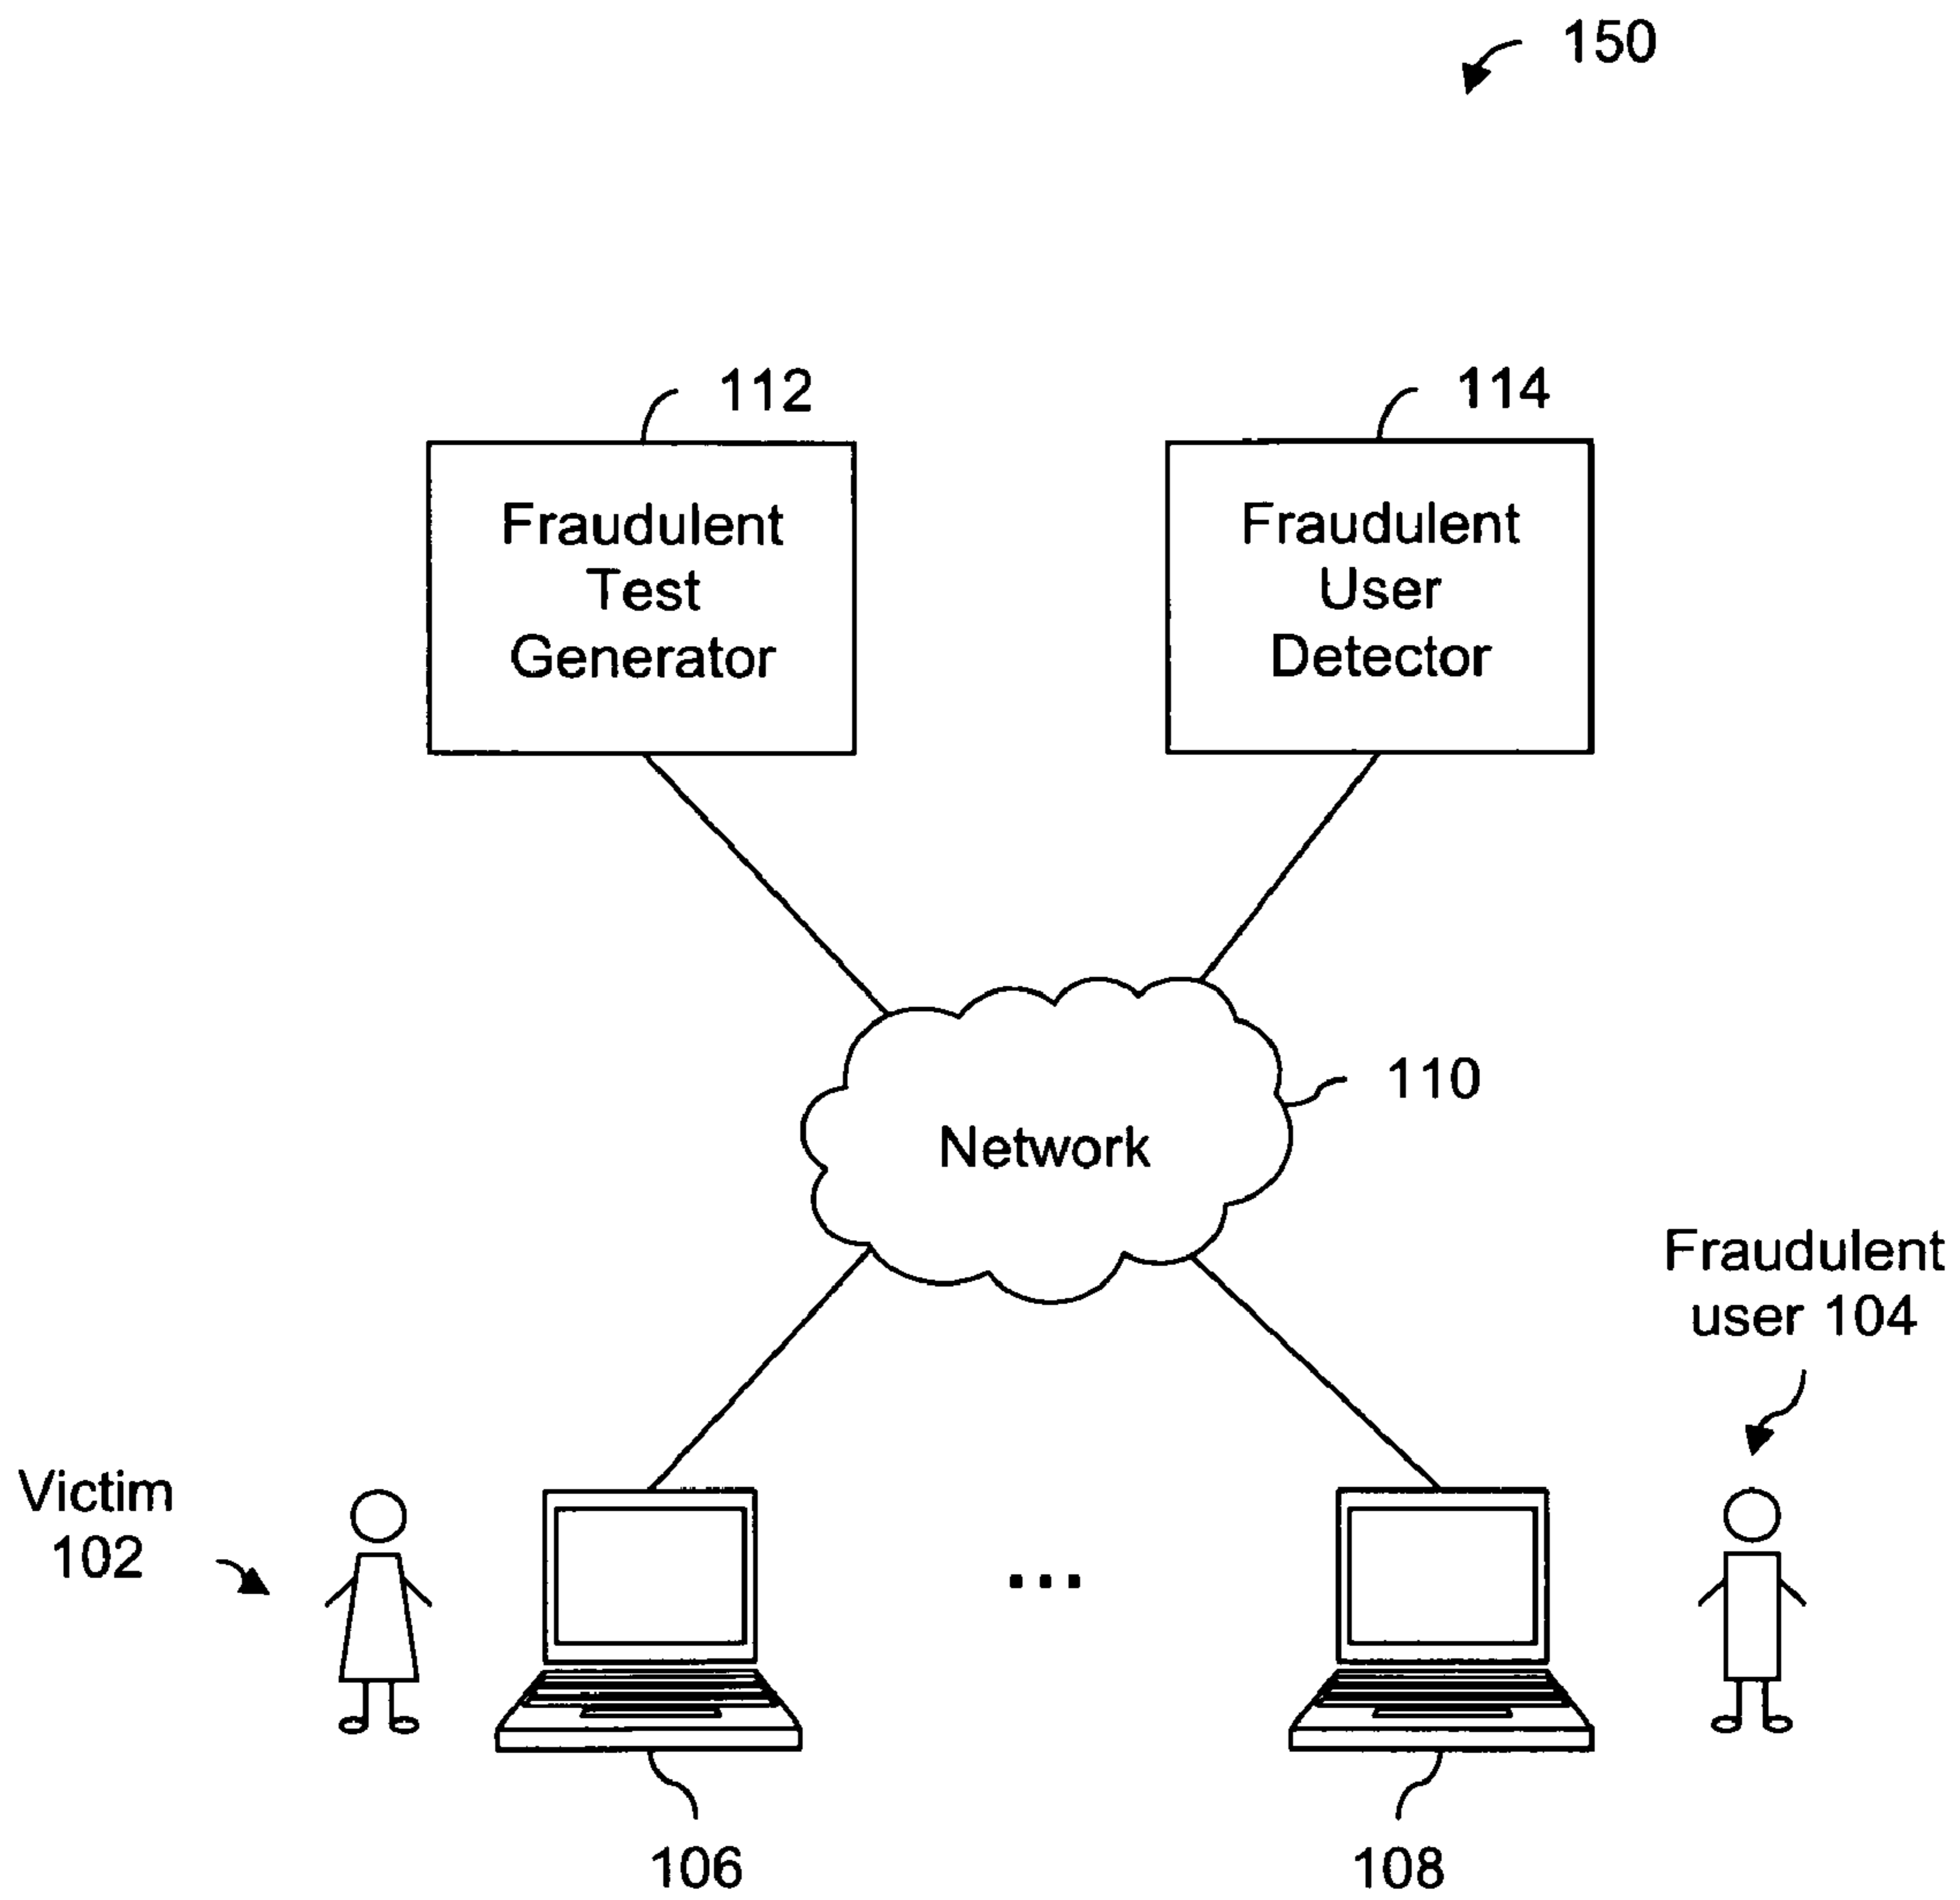 150
112
114
Fraudulent
Test
Generator
Fraudulent
User
Detector
110
Network
Fraudulent
user 104
Victim
102
106
108